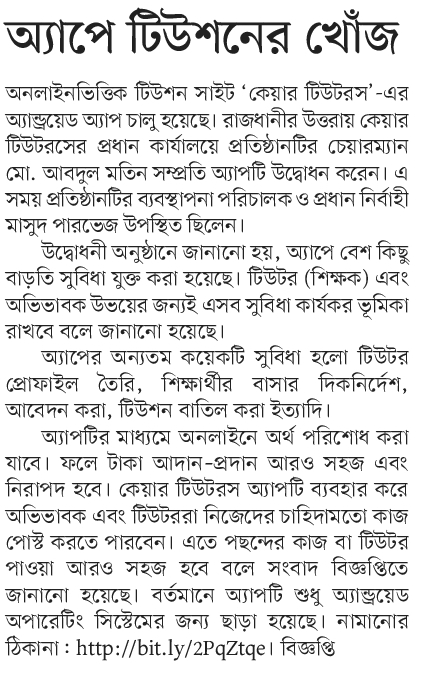 অ্যাপে টিউশনের খোঁজ
অনলাইনভিত্তিক টিউশন সাইট ‘কেয়ার টিউটরস’-এর
অ্যান্ড্রয়েড অ্যাপ চালু হয়েছে। রাজধানীর উত্তরায় কেয়ার
টিউটরসের প্রধান কার্যালয়ে প্রতিষ্ঠানটির চেয়ারম্যান
মো. আবদুল মতিন সম্প্রতি অ্যাপটি উদ্বোধন করেন। এ
সময় প্রতিষ্ঠানটির ব্যবস্থাপনা পরিচালক ও প্রধান নির্বাহী
মাসুদ পারভেজ উপস্থিত ছিলেন।
উদ্বোধনী অনুষ্ঠানে জানানো হয়, অ্যাপে বেশ কিছু
বাড়তি সুবিধা যুক্ত করা হয়েছে। টিউটর (শিক্ষক) এবং
অভিভাবক উভয়ের জন্যই এসব সুবিধা কার্যকর ভূমিকা
রাখবে বলে জানানো হয়েছে।
অ্যাপের অন্যতম কয়েকটি সুবিধা হলো টিউটর
প্রোফাইল তৈরি, শিক্ষার্থীর বাসার দিকনির্দেশ,
আবেদন করা, টিউশন বাতিল করা ইত্যাদি।
অ্যাপটির মাধ্যমে অনলাইনে অর্থ পরিশোধ করা
যাবে। ফলে টাকা আদান-প্রদান আরও সহজ এবং
নিরাপদ হবে। কেয়ার টিউটরস অ্যাপটি ব্যবহার করে
অভিভাবক এবং টিউটররা নিজেদের চাহিদামতো কাজ
পোস্ট করতে পারবেন। এতে পছন্দের কাজ বা টিউটর
পাওয়া আরও সহজ হবে বলে সংবাদ বিজ্ঞপ্তিতে
জানানো হয়েছে। বর্তমানে অ্যাপটি শুধু অ্যান্ড্রয়েড
অপারেটিং সিস্টেমের জন্য ছাড়া হয়েছে। নামানোর
ঠিকানা : http://bit.ly/2PqZtqe। বিজ্ঞপ্তি